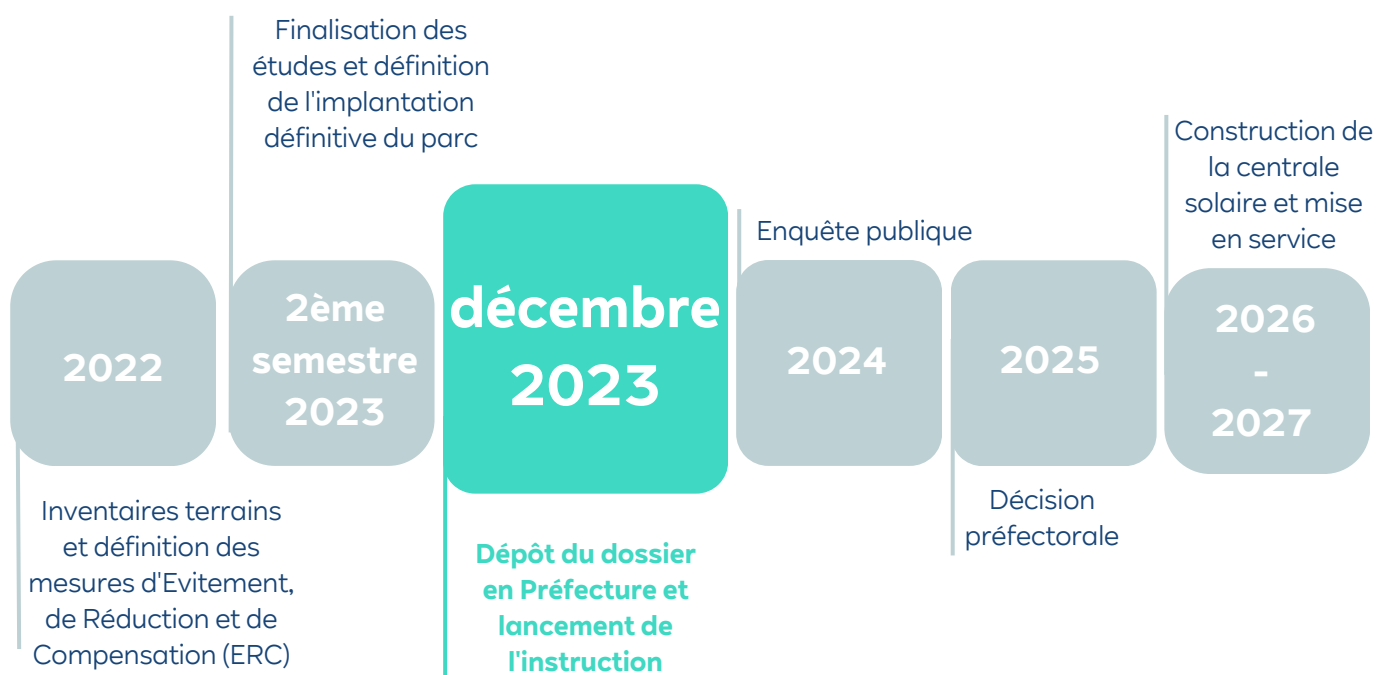 Finalisation des
études et définition
de l'implantation
définitive du parc
Construction de
la centrale
solaire et mise
en service
Enquête publique
2022
2ème
semestre
2023
décembre
2023
2024
2025
2026
-
2027
Inventaires terrains
et définition des
mesures d'Evitement,
de Réduction et de
Compensation (ERC)
Dépôt du dossier
en Préfecture et
lancement de
l'instruction
Décision
préfectorale